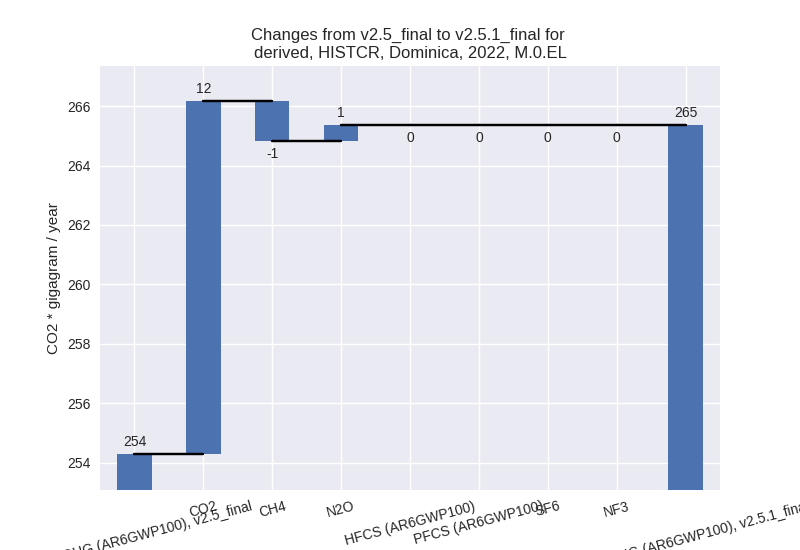 Changes from v2.5_final to v2.5.1_final for
derived, HISTCR, Dominica, 2022, M.0.EL
CO2 * gigagram / year
266
264
262
260
258
256
254
254
12
-1
1
0
0
0
0
265
(AR6GWP100), v2.5_final
CO2
CH4
N2O
HFCS (AR6GWP100)
PFCS (AR6GWP100)
SF6
NF3
(AR6GWP100), v2.5.1_fina